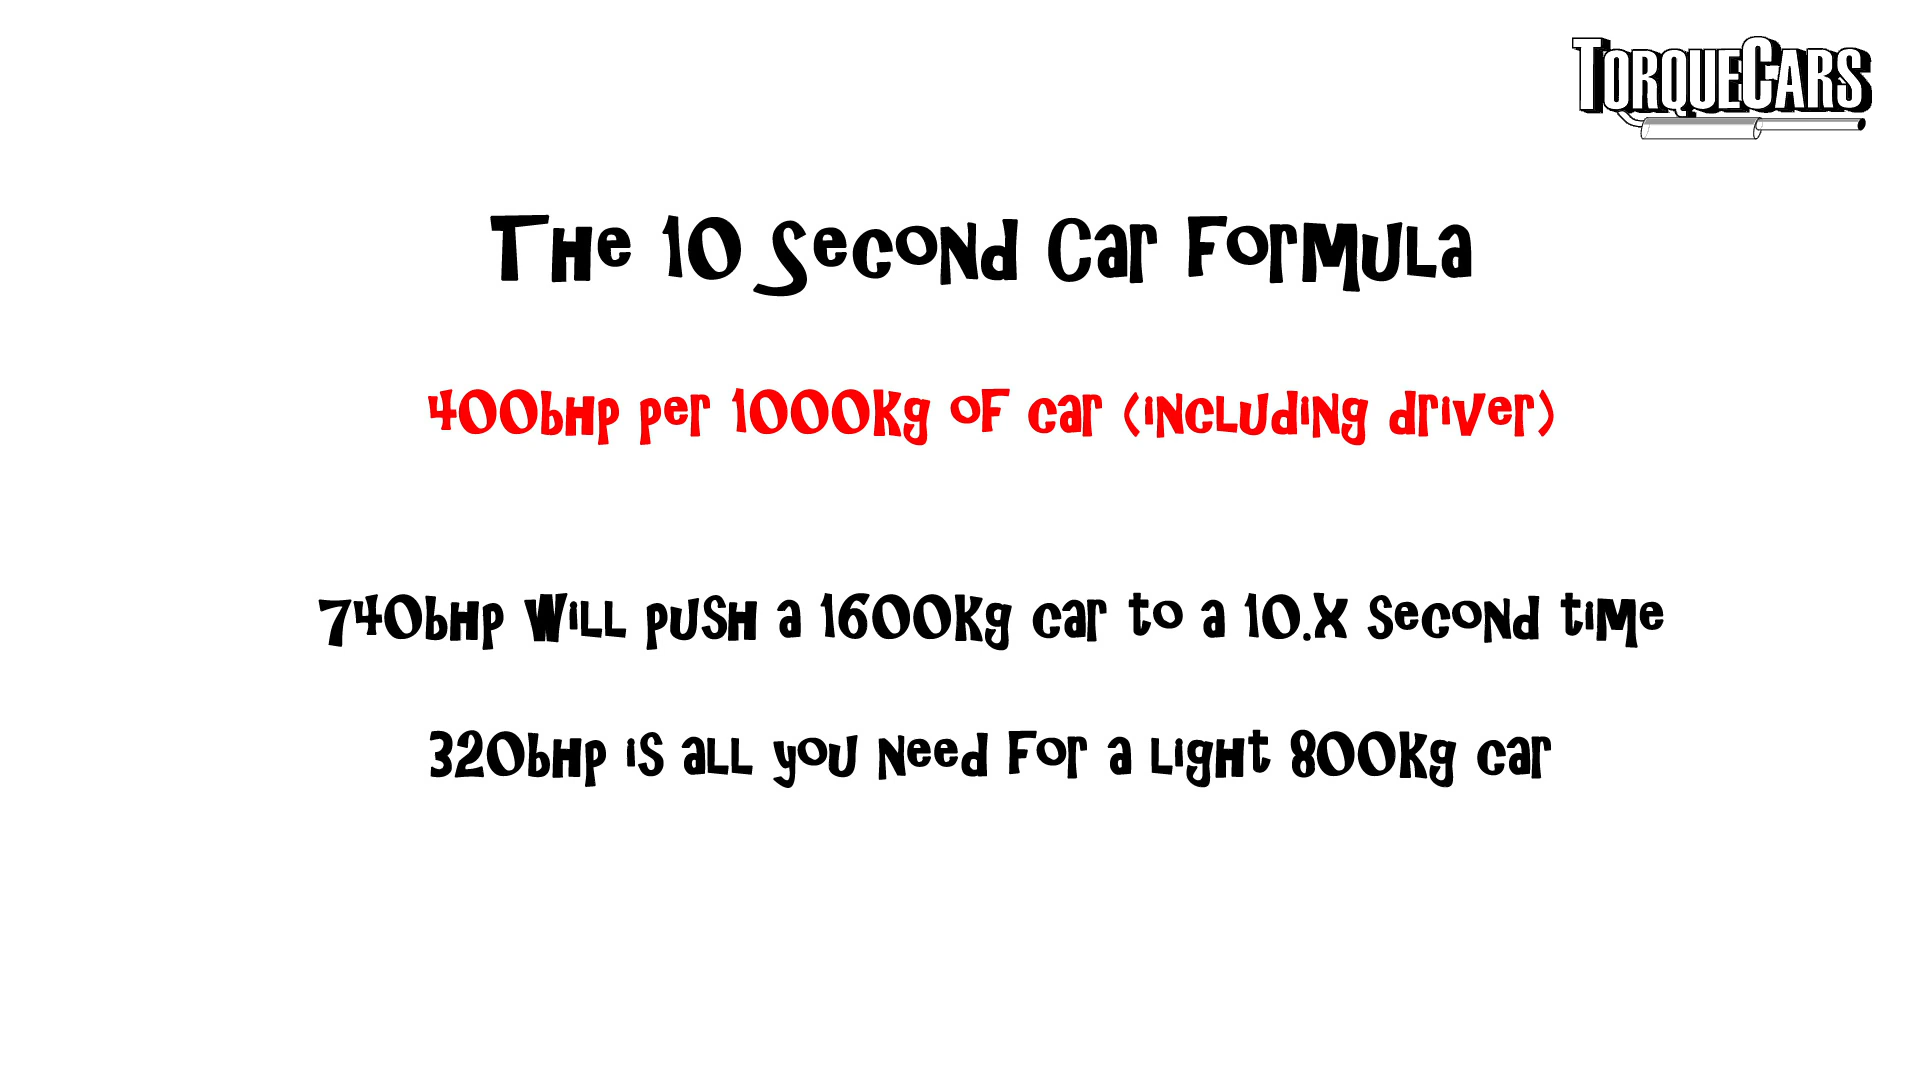 TorqueCars
The 10 Second Car Formula
400bhp per 1000kg of car (including driver)
740bhp will push a 1600kg car to a 10.x second time
320bhp is all you need for a light 800kg car